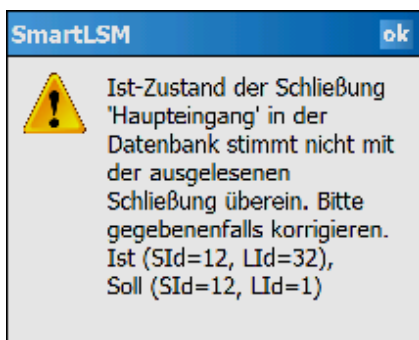 SmartLSM ok
Ist-Zustand der Schließung
'Haupteingang' in der
Datenbank stimmt nicht mit
der ausgelesenen
Schließung überein. Bitte
gegebenenfalls korrigieren.
Ist (SId=12, LId=32),
Soll (SId=12, LId=1)